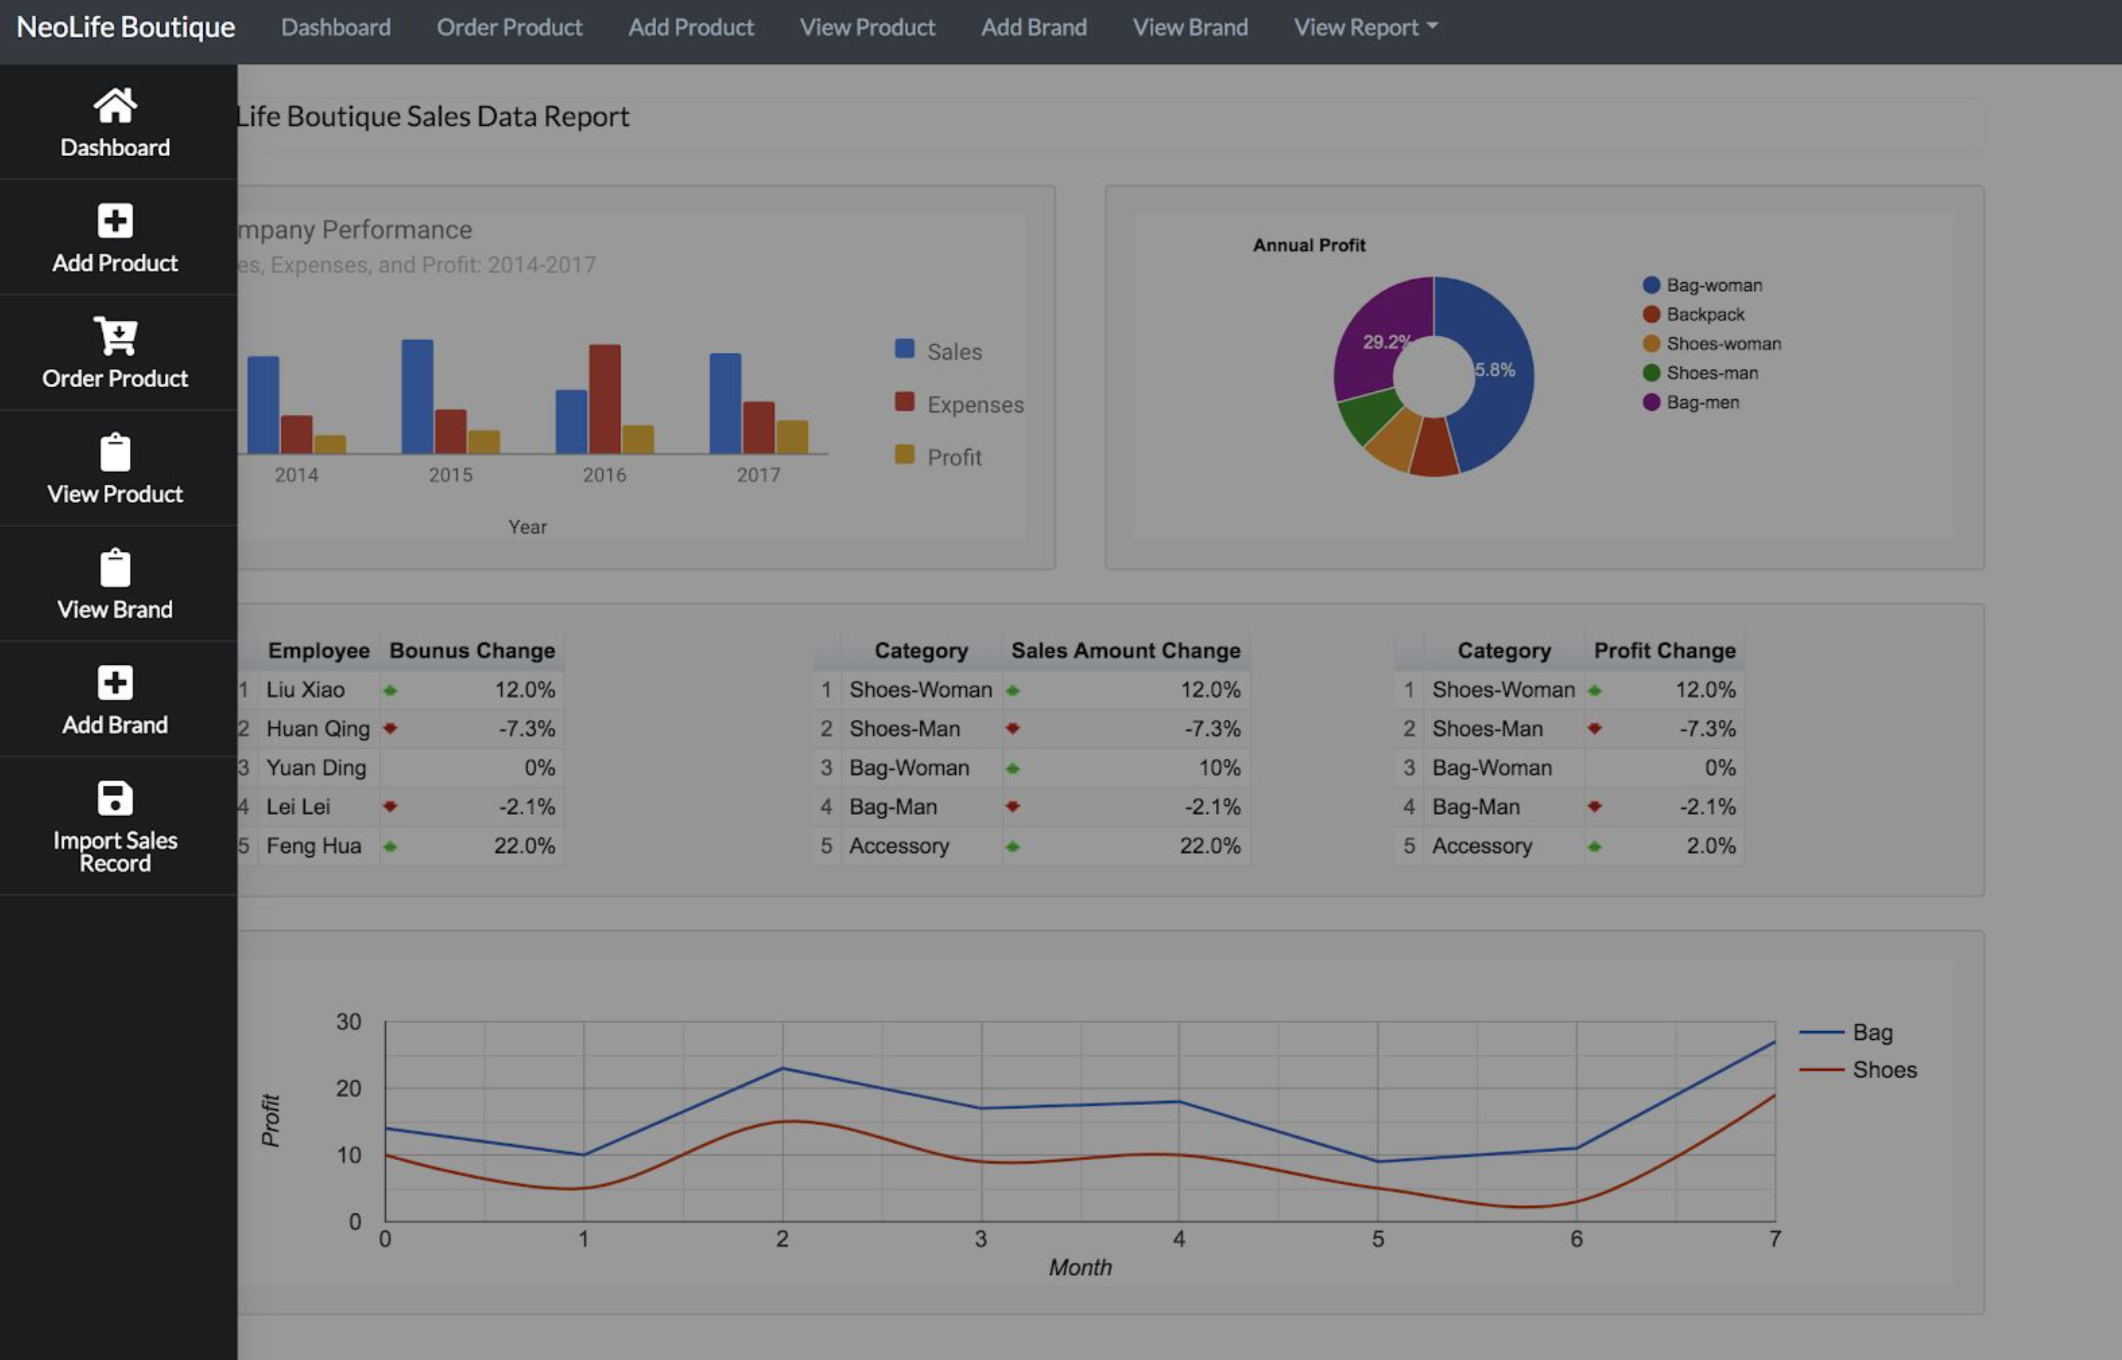 NeoLife Boutique Dashboard Order Product Add Product View Product Add Brand View Brand View Report
Dashboard
Add Product
Order Product
View Product
View Brand
Add Brand
Import Sales
Record
Life Boutique Sales Data Report
mpany Performance
es, Expenses, and Profit: 2014-2017
Sales
Expenses
Profit
2014 2015 2016 2017
Year
Annual Profit
29.2%
5.8%
Bag-woman
Backpack
Shoes-woman
Shoes-man
Bag-men
Employee Bounus Change
1 Liu Xiao 12.0%
2 Huan Qing -7.3%
3 Yuan Ding 0%
4 Lei Lei -2.1%
5 Feng Hua 22.0%
Category Sales Amount Change
1 Shoes-Woman 12.0%
2 Shoes-Man -7.3%
3 Bag-Woman 10%
4 Bag-Man -2.1%
5 Accessory 22.0%
Category Profit Change
1 Shoes-Woman 12.0%
2 Shoes-Man -7.3%
3 Bag-Woman 0%
4 Bag-Man -2.1%
5 Accessory 2.0%
Profit
30
20
10
0
0 1 2 3 4 5 6 7
Month
Bag
Shoes